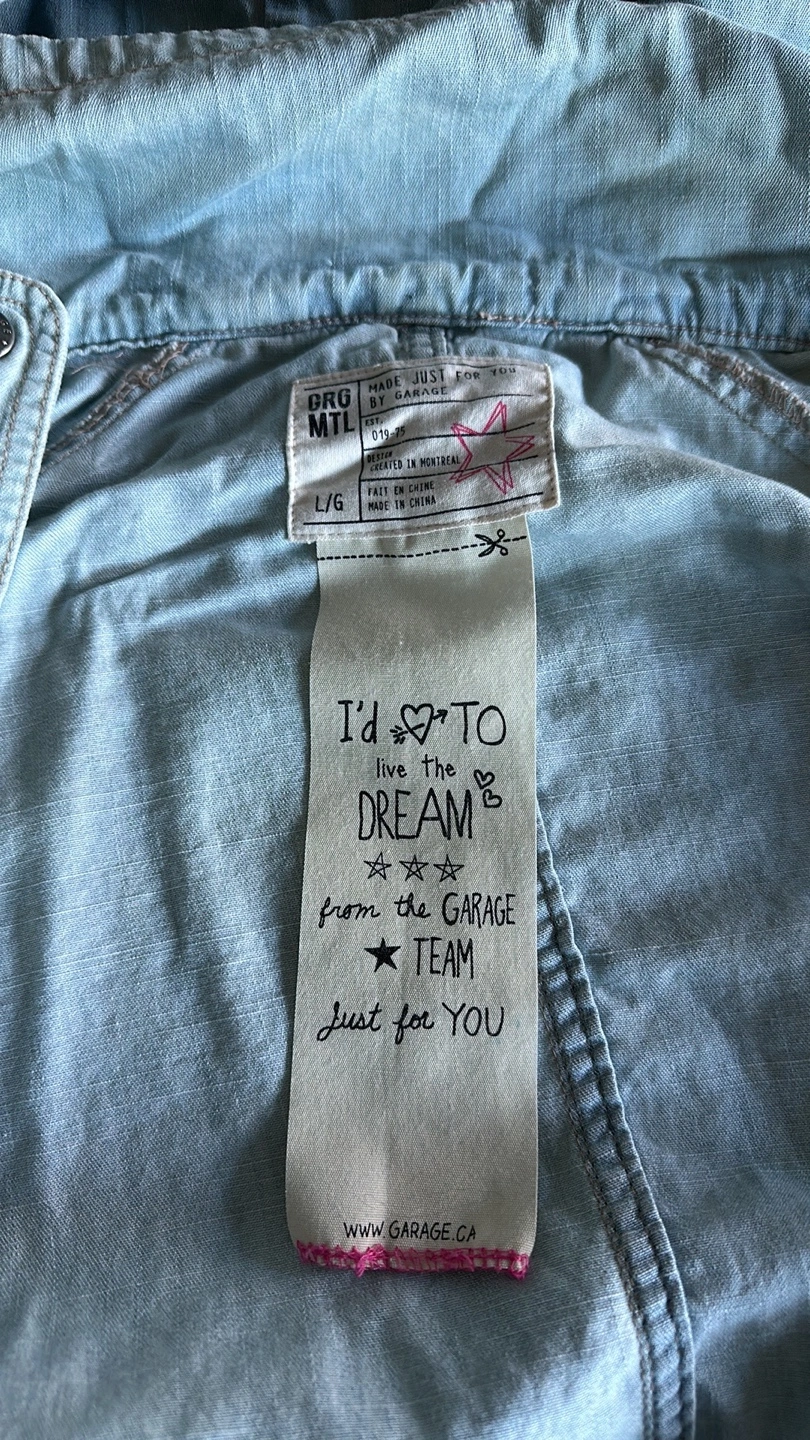 GRG
MTL
MADE JUST FOR YOU
BY GARAGE
EST.
019-75
DESIGN
CREATED IN MONTREAL
L/G
FAIT EN CHINE
MADE IN CHINA
I'd TO
live the
DREAM
from the GARAGE
TEAM
Just for YOU
WWW.GARAGE.CA